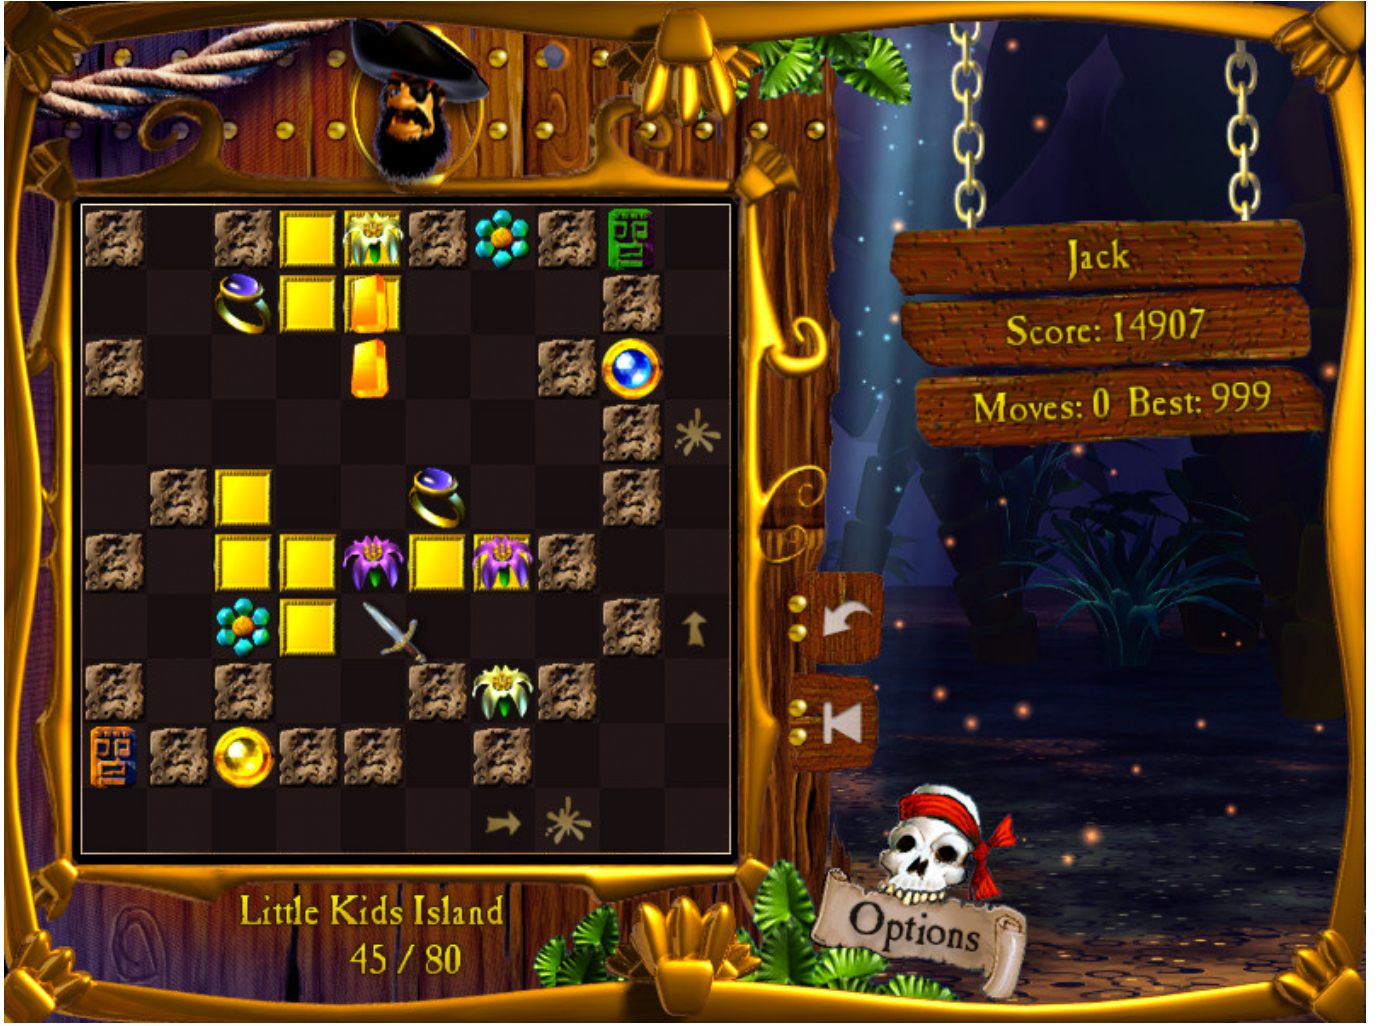 Jack
Score: 14907
Moves: 0 Best: 999
Options
Little Kids Island
45 / 80